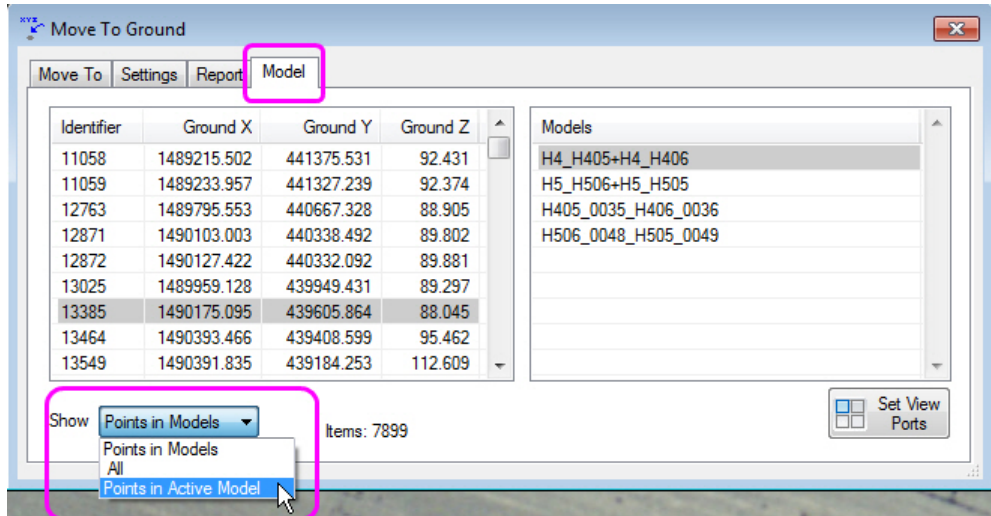 XYZ
Move To Ground
Move To Settings Report Model
Identifier Ground X Ground Y Ground Z
11058 1489215.502 441375.531 92.431
11059 1489233.957 441327.239 92.374
12763 1489795.553 440667.328 88.905
12871 1490103.003 440338.492 89.802
12872 1490127.422 440332.092 89.881
13025 1489959.128 439949.431 89.297
13385 1490175.095 439605.864 88.045
13464 1490393.466 439408.599 95.462
13549 1490391.835 439184.253 112.609
Models
H4_H405+H4_H406
H5_H506+H5_H505
H405_0035_H406_0036
H506_0048_H505_0049
Show Points in Models
Items: 7899
Set View
Ports
Points in Models
All
Points in Active Model